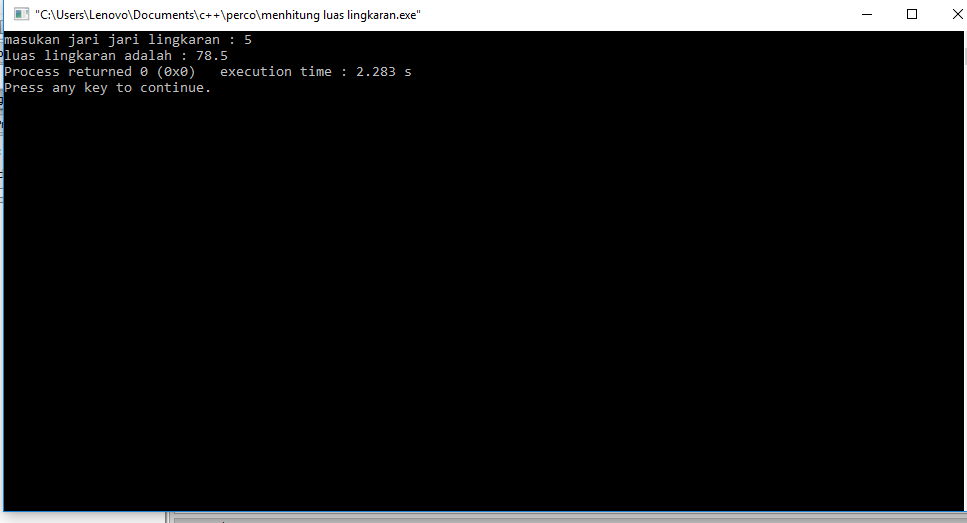 "C:\Users\Lenovo\Documents\c++\perco\menhitung luas lingkaran.exe"
masukan jari jari lingkaran : 5
luas lingkaran adalah : 78.5
Process returned 0 (0x0)   execution time : 2.283 s
Press any key to continue.